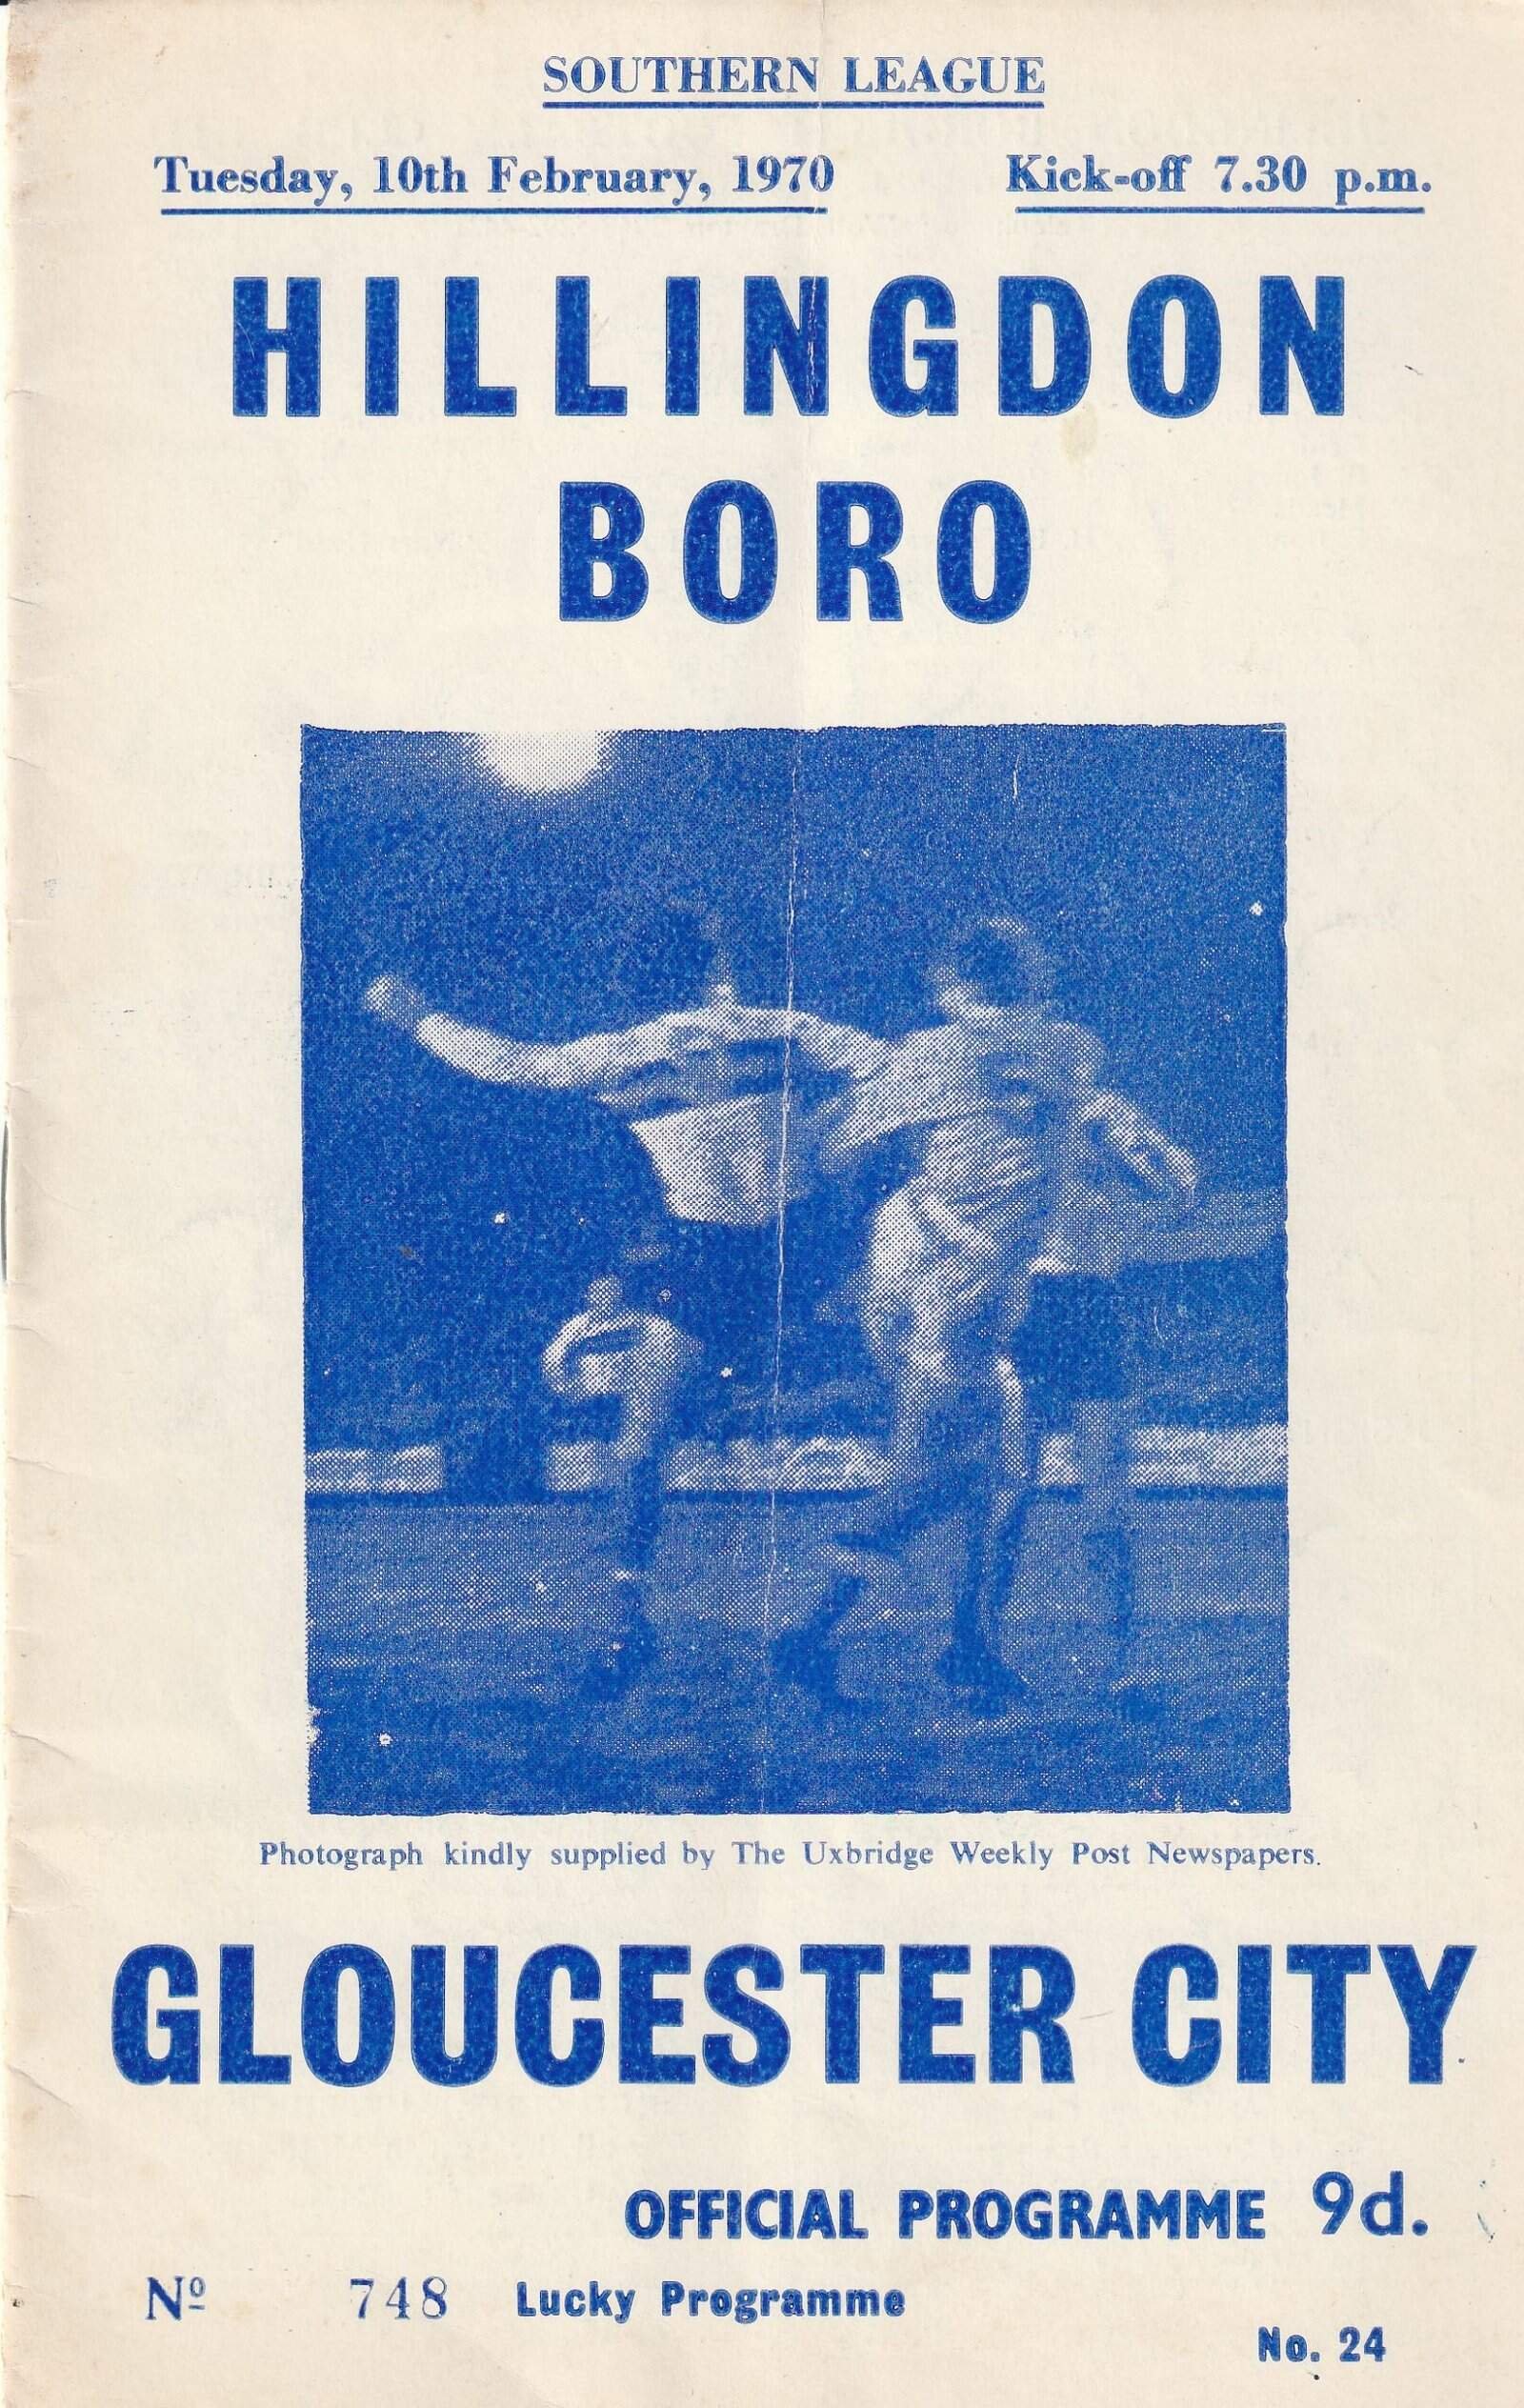 SOUTHERN LEAGUE
Tuesday, 10th February, 1970 Kick-off 7.30 p.m.
HILLINGDON
BORO
Photograph kindly supplied by The Uxbridge Weekly Post Newspapers.
GLOUCESTER CITY
OFFICIAL PROGRAMME 9d.
Nº 748 Lucky Programme
No. 24